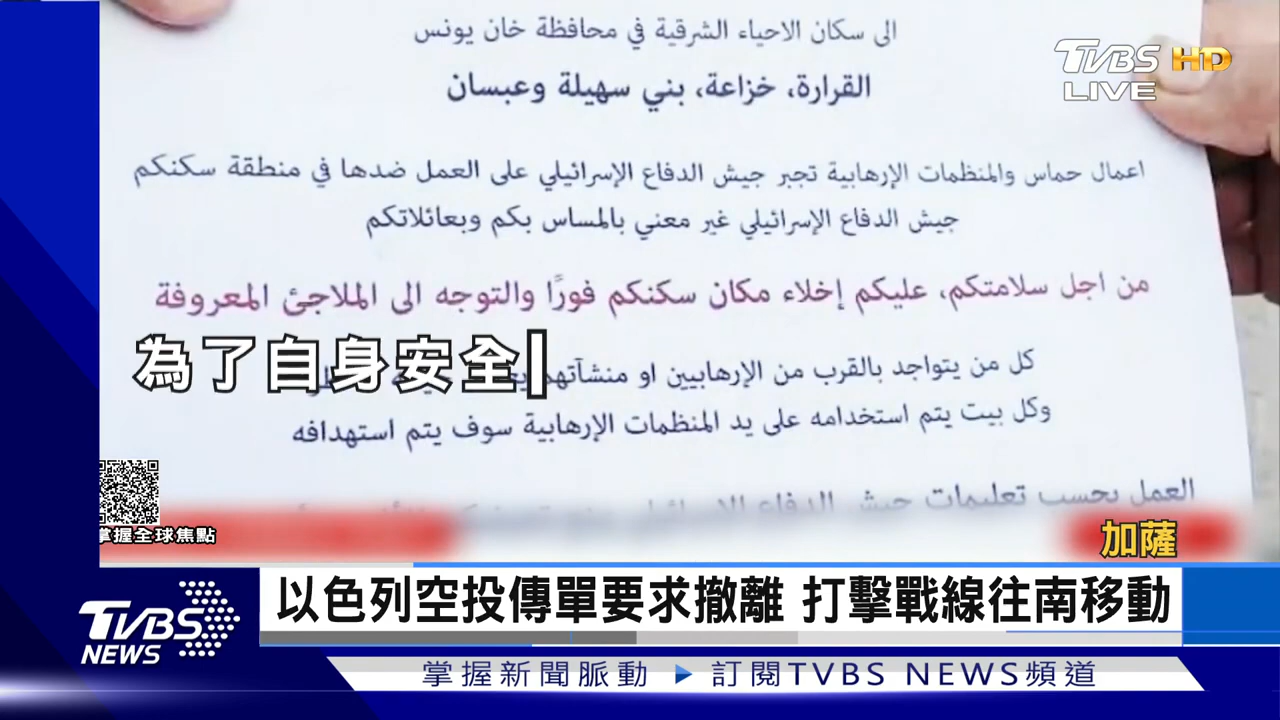 الى سكان الاحياء الشرقية في محافظة خان يونس
القرارة، خزاعة، بني سهيلة وعبسان
TVBS HD
LIVE
اعمال حماس والمنظمات الإرهابية تجبر جيش الدفاع الإسرائيلي على العمل ضدها في منطقة سكنكم
جيش الدفاع الإسرائيلي غير معني بالمساس بكم وبعائلاتكم
من اجل سلامتكم، عليكم إخلاء مكان سكنكم فورًا والتوجه الى الملاجئ المعروفة
為了自身安全
كل من يتواجد بالقرب من الإرهابيين او منشآتهم
وكل بيت يتم استخدامه على يد المنظمات الإرهابية سوف يتم استهدافه
العمل بحسب تعليمات جيش الدفاع الإسرائيلي
掌握全球焦點
加薩
以色列空投傳單要求撤離 打擊戰線往南移動
TVBS
NEWS
掌握新聞脈動 ▶ 訂閱TVBS NEWS頻道